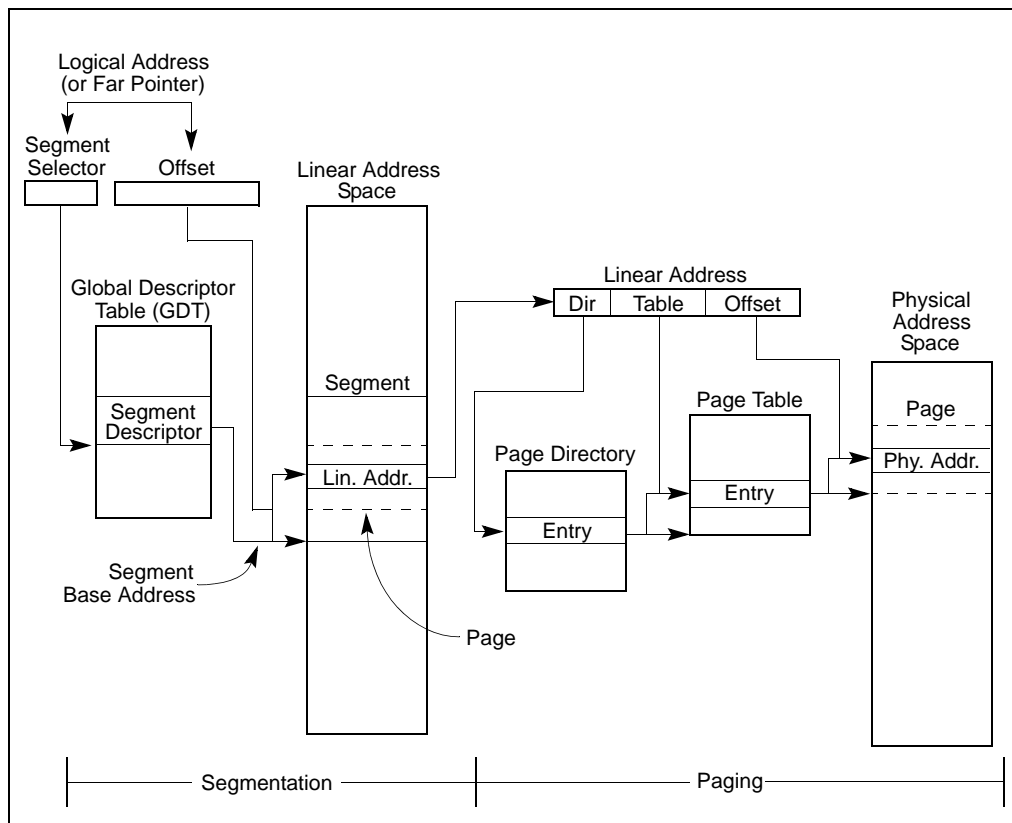 Logical Address
(or Far Pointer)
Segment
Selector
Offset
Linear Address
Space
Global Descriptor
Table (GDT)
Segment
Descriptor
Segment
Lin. Addr.
Segment
Base Address
Page
Linear Address
Dir
Table
Offset
Physical
Address
Space
Page Table
Page
Page Directory
Phy. Addr.
Entry
Entry
Segmentation
Paging